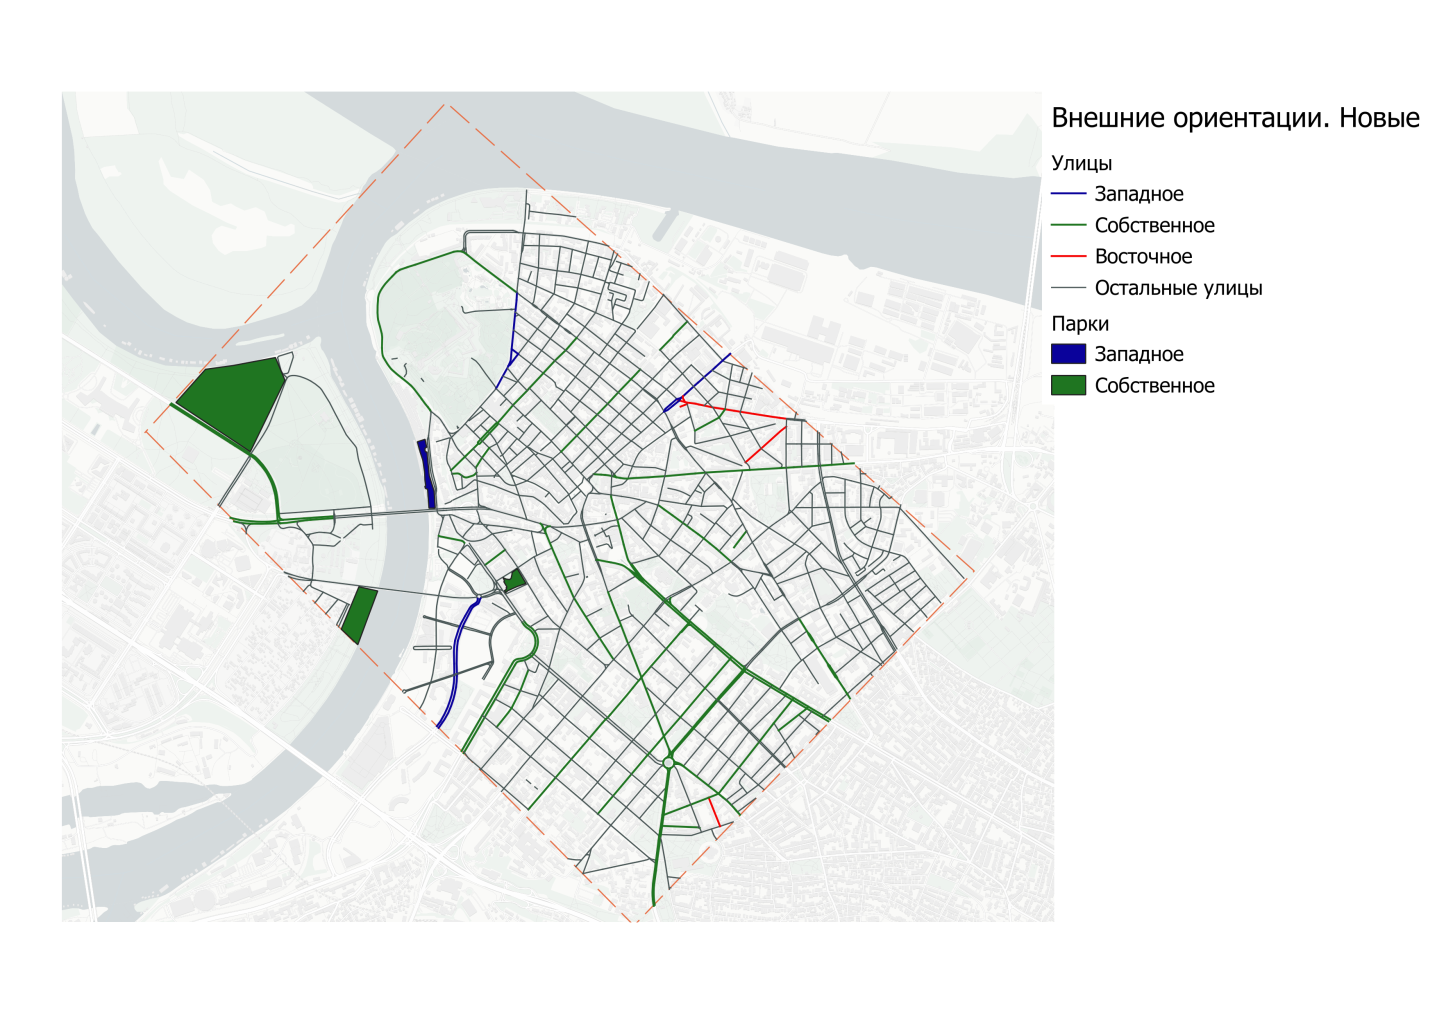 Внешние ориентации. Новые
Улицы
Западное
Собственное
Восточное
Остальные улицы
Парки
Западное
Собственное